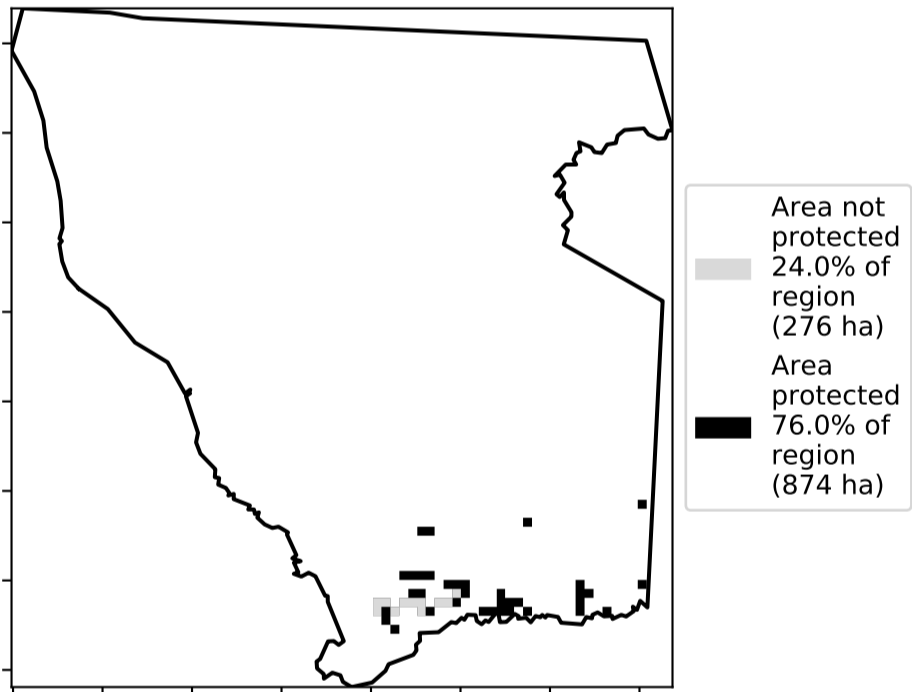 Area not
protected
24.0% of
region
(276 ha)
Area
protected
76.0% of
region
(874 ha)